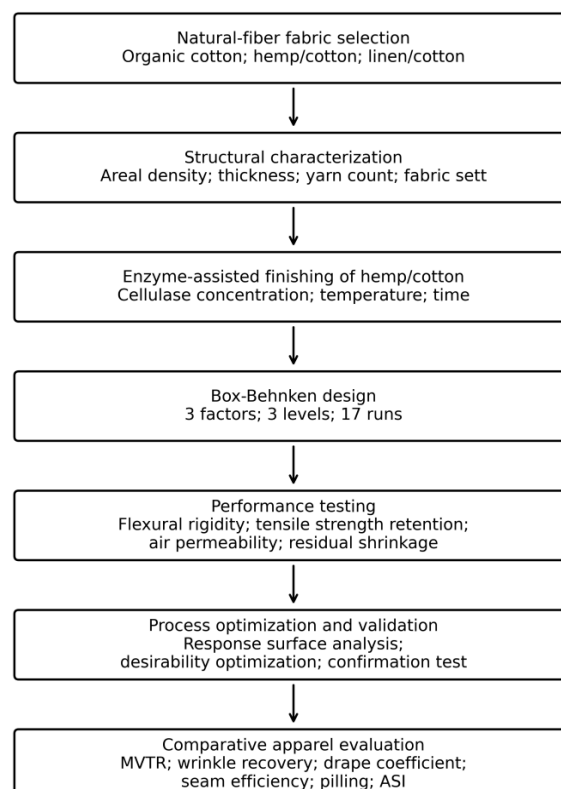 Natural-fiber fabric selection
Organic cotton; hemp/cotton; linen/cotton
Structural characterization
Areal density; thickness; yarn count; fabric sett
Enzyme-assisted finishing of hemp/cotton
Cellulase concentration; temperature; time
Box-Behnken design
3 factors; 3 levels; 17 runs
Performance testing
Flexural rigidity; tensile strength retention;
air permeability; residual shrinkage
Process optimization and validation
Response surface analysis;
desirability optimization; confirmation test
Comparative apparel evaluation
MVTR; wrinkle recovery; drape coefficient;
seam efficiency; pilling; ASI